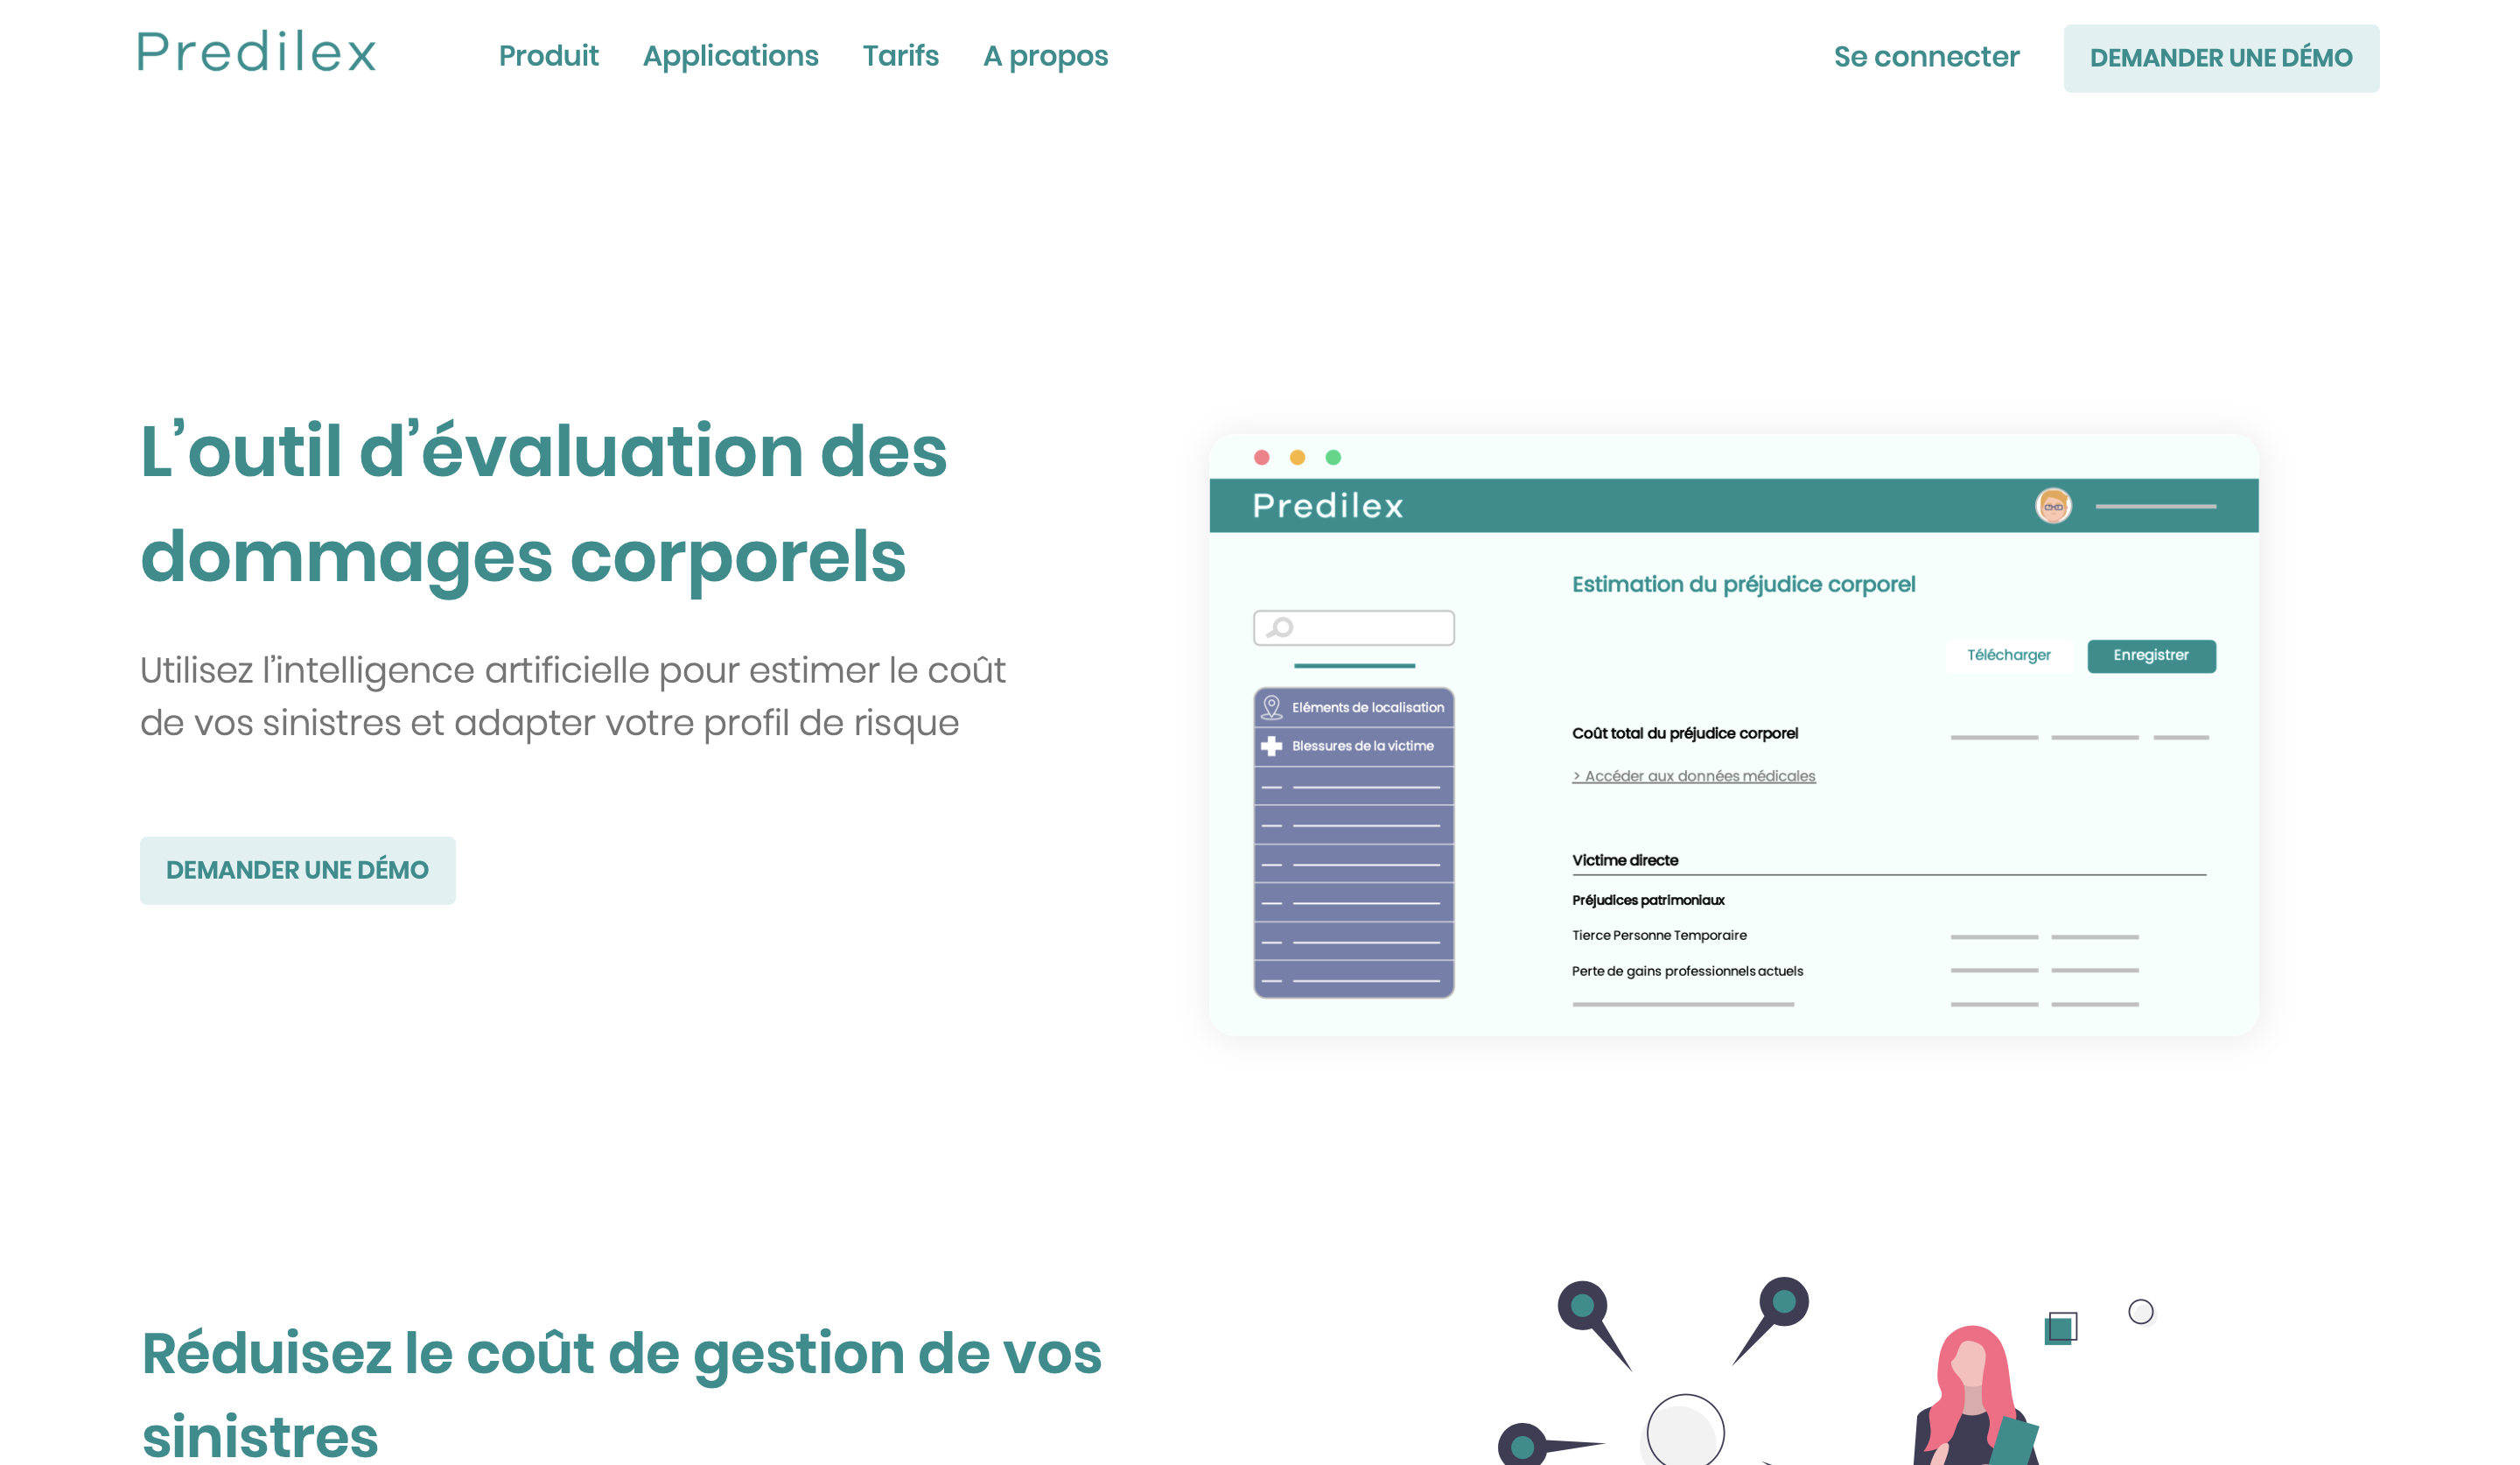 Predilex
Produit
Applications
Tarifs
A propos
Se connecter
DEMANDER UNE DÉMO
L’outil d’évaluation des
dommages corporels
Utilisez l’intelligence artificielle pour estimer le coût
de vos sinistres et adapter votre profil de risque
DEMANDER UNE DÉMO
Predilex
Estimation du préjudice corporel
Télécharger
Enregistrer
Eléments de localisation
Blessures de la victime
Coût total du préjudice corporel
> Accéder aux données médicales
Victime directe
Préjudices patrimoniaux
Tierce Personne Temporaire
Perte de gains professionnels actuels
Réduisez le coût de gestion de vos
sinistres